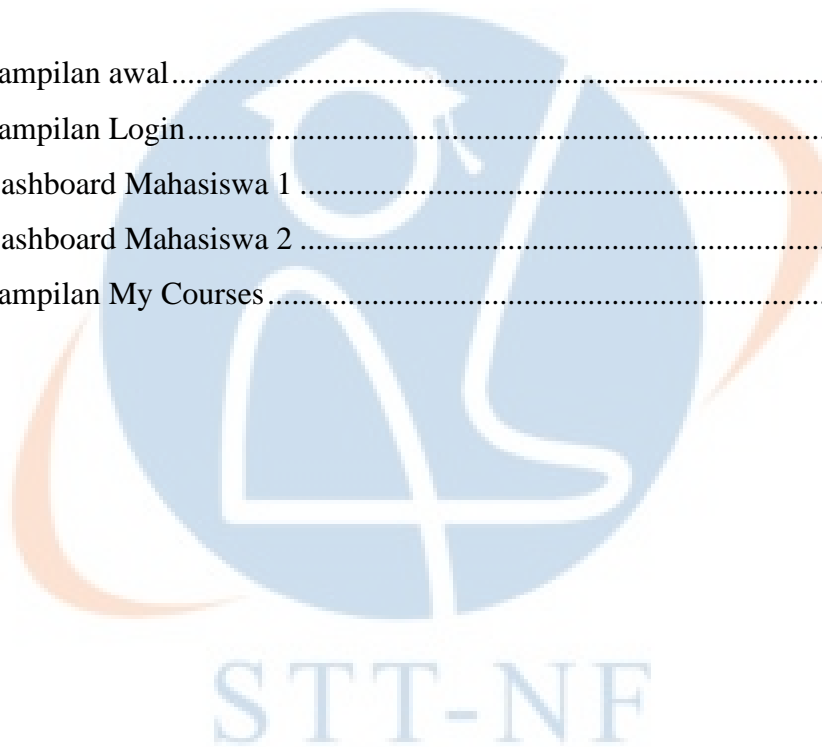 ampilan awal.......................................................................................
ampilan Login.....................................................................................
ashboard Mahasiswa 1 .......................................................................
ashboard Mahasiswa 2 .......................................................................
ampilan My Courses...........................................................................
STT-NF